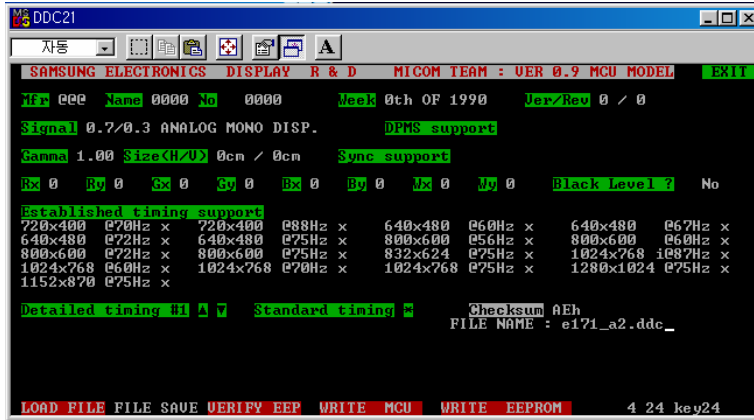 DDC21
자동
A
SAMSUNG ELECTRONICS DISPLAY R & D MICOM TEAM : VER 0.9 MCU MODEL EXIT
Mfr @@@ Name 0000 No 0000 Week 0th OF 1990 Ver/Rev 0 / 0
Signal 0.7/0.3 ANALOG MONO DISP. DPMS support
Gamma 1.00 Size(H/V) 0cm / 0cm Sync support
Rx 0 Ry 0 Gx 0 Gy 0 Bx 0 By 0 Wx 0 Wy 0 Black Level ? No
Established timing support
720x400 @70Hz x 720x400 @88Hz x 640x480 @60Hz x 640x480 @67Hz x
640x480 @72Hz x 640x480 @75Hz x 800x600 @56Hz x 800x600 @60Hz x
800x600 @72Hz x 800x600 @75Hz x 832x624 @75Hz x 1024x768 i@87Hz x
1024x768 @60Hz x 1024x768 @70Hz x 1024x768 @75Hz x 1280x1024 @75Hz x
1152x870 @75Hz x
Detailed timing #1 ▲ ▼ Standard timing * Checksum AEh
FILE NAME : e171_a2.ddc_
LOAD FILE FILE SAVE VERIFY EEP WRITE MCU WRITE EEPROM 4 24 key24